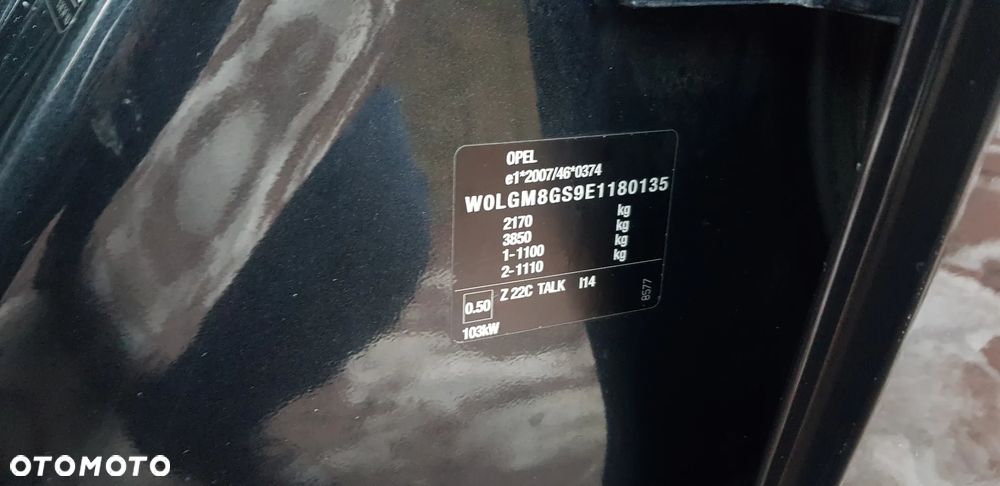 OPEL
e1*2007/46*0374
W0LGM8GS9E1180135
2170 kg
3850 kg
1-1100 kg
2-1110 kg
0.50 Z 22C TALK I14
103kW
8577
OTOMOTO